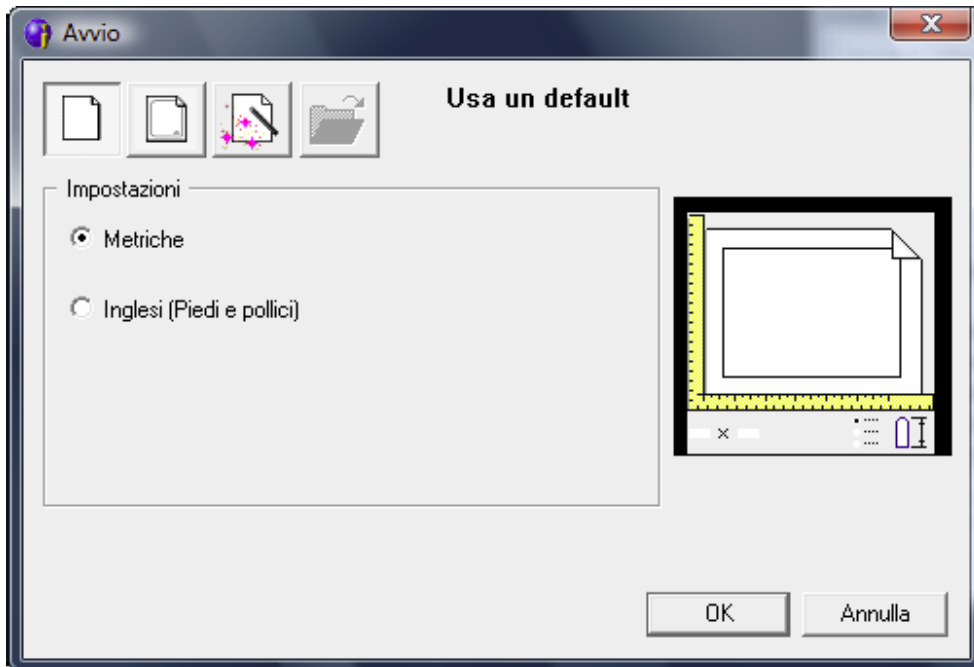 Avvio
Usa un default
Impostazioni
Metriche
Inglesi (Piedi e pollici)
OK
Annulla